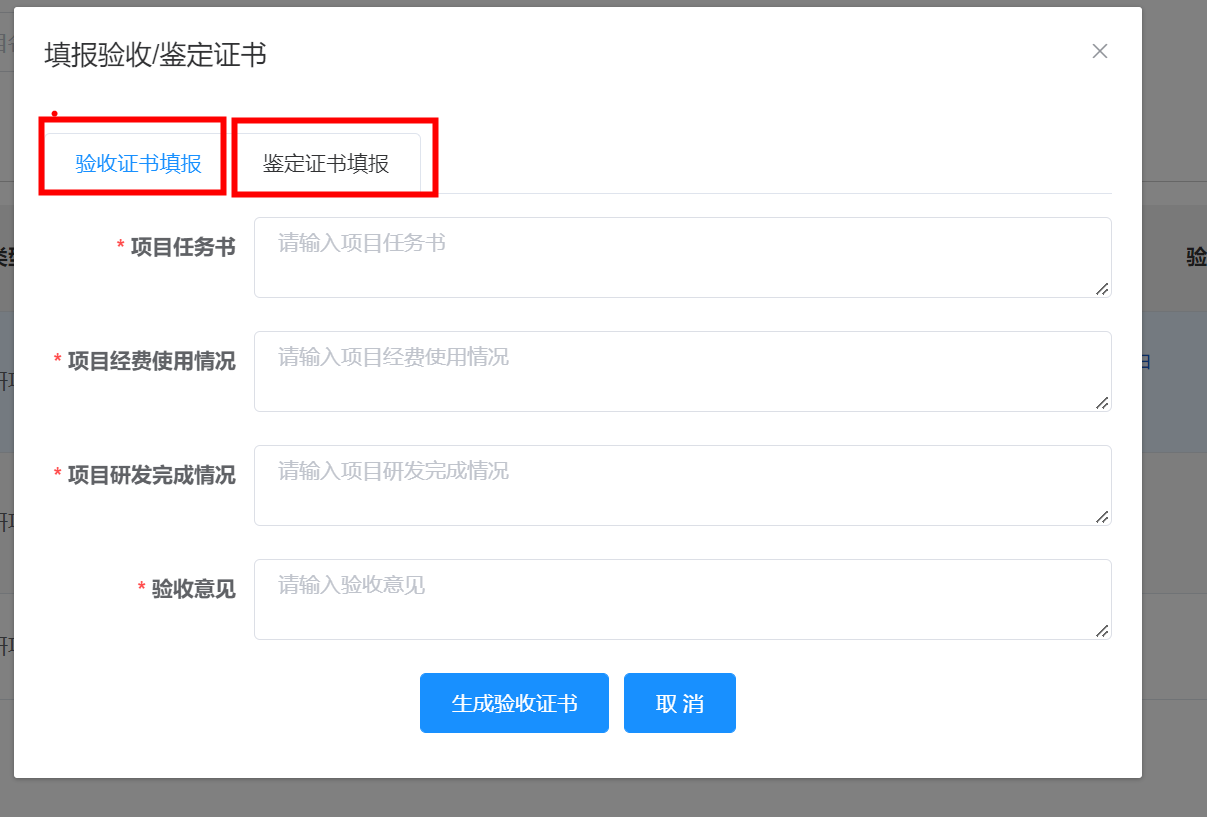 填报验收/鉴定证书
验收证书填报
鉴定证书填报
* 项目任务书
请输入项目任务书
* 项目经费使用情况
请输入项目经费使用情况
* 项目研发完成情况
请输入项目研发完成情况
* 验收意见
请输入验收意见
生成验收证书
取 消
验